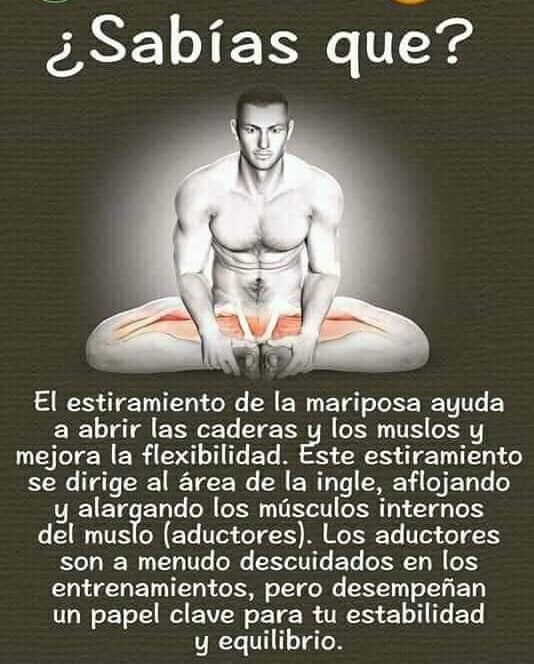 ¿Sabías que?
El estiramiento de la mariposa ayuda
a abrir las caderas y los muslos y
mejora la flexibilidad. Este estiramiento
se dirige al área de la ingle, aflojando
y alargando los músculos internos
del muslo (aductores). Los aductores
son a menudo descuidados en los
entrenamientos, pero desempeñan
un papel clave para tu estabilidad
y equilibrio.